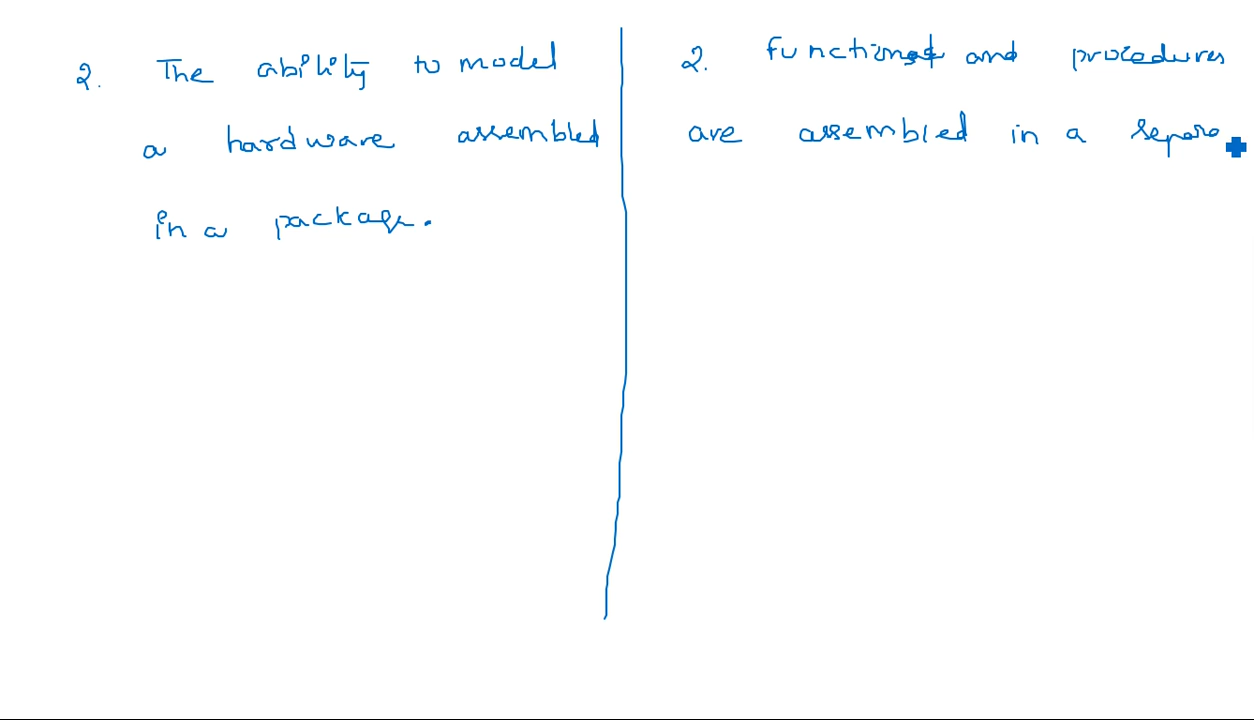 2. The ability to model
a hardware assembled
in a package.
2. functions and procedures
are assembled in a separa